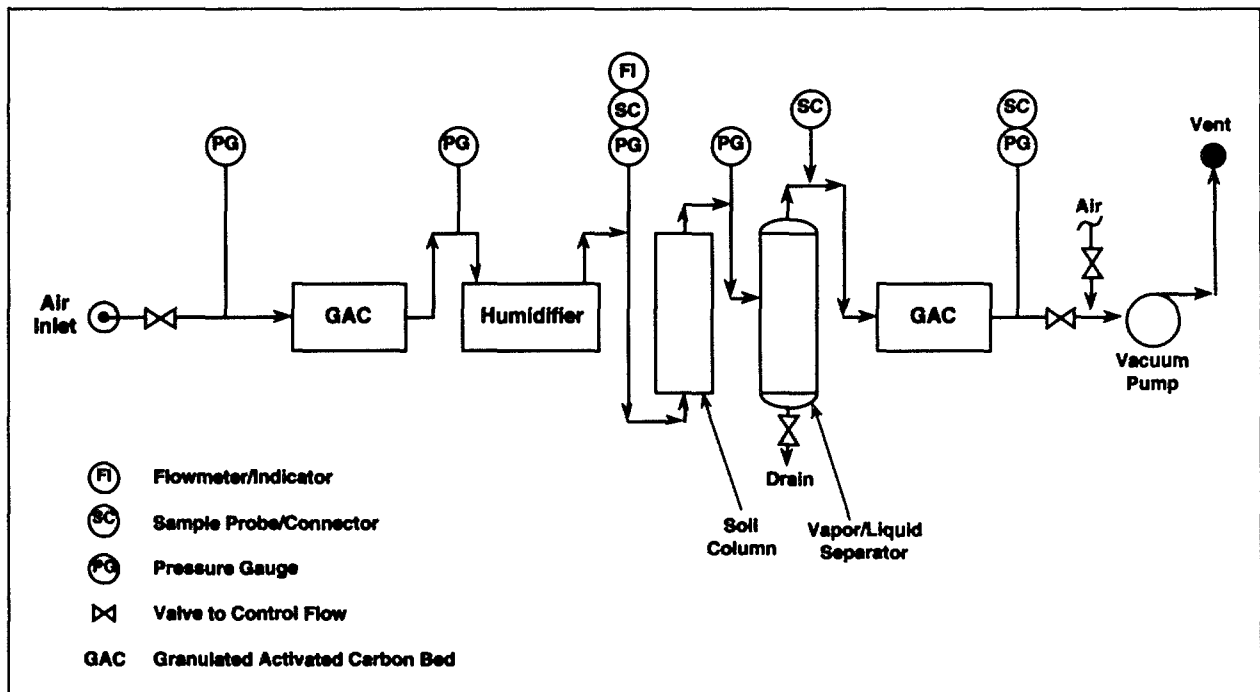 FI
SC
PG
PG
PG
PG
SC
SC
PG
Vent
Air
Air
Inlet
GAC
Humidifier
GAC
Vacuum
Pump
Drain
Soil
Column
Vapor/Liquid
Separator
FI Flowmeter/Indicator
SC Sample Probe/Connector
PG Pressure Gauge
Valve to Control Flow
GAC Granulated Activated Carbon Bed